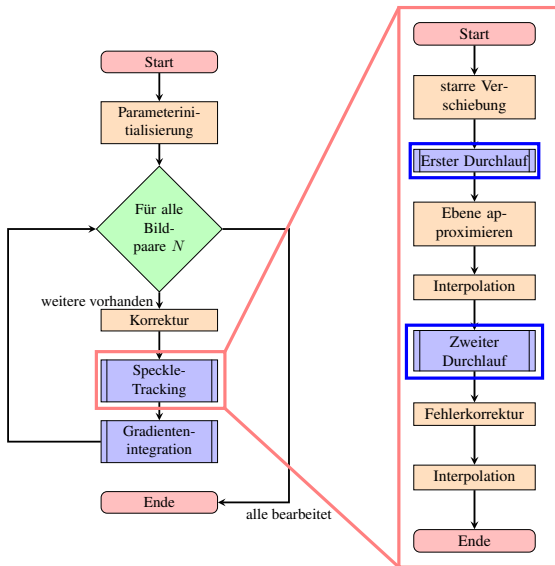 Start
Parameterini-
tialisierung
Für alle
Bild-
paare N
weitere vorhanden
Korrektur
Speckle-
Tracking
Gradienten-
integration
Ende
alle bearbeitet
Start
starre Ver-
schiebung
Erster Durchlauf
Ebene ap-
proximieren
Interpolation
Zweiter
Durchlauf
Fehlerkorrektur
Interpolation
Ende